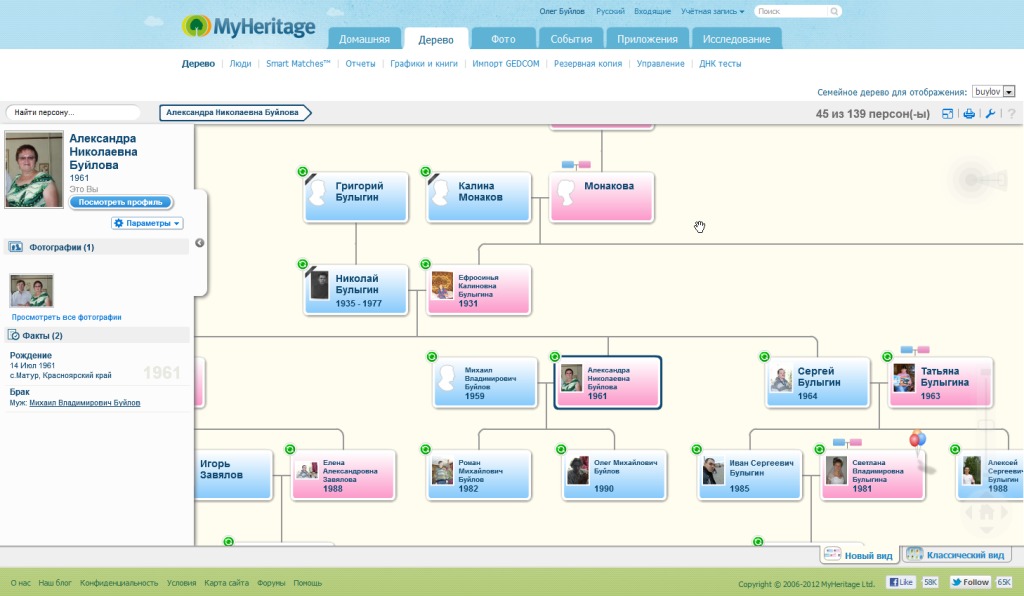 MyHeritage
Олег Буйлов
Русский
Входящие
Учётная запись
Поиск
Домашняя
Дерево
Фото
События
Приложения
Исследование
Дерево
Люди
Smart Matches™
Отчеты
Графики и книги
Импорт GEDCOM
Резервная копия
Управление
ДНК тесты
Семейное дерево для отображения:
buylov
Найти персону...
Александра Николаевна Буйлова
45 из 139 персон(-ы)
Александра
Николаевна
Буйлова
1961
Это Вы
Посмотреть профиль
Параметры
Фотографии (1)
Просмотреть все фотографии
Факты (2)
Рождение
14 Июл 1961
с.Матур, Красноярский край
1961
Брак
Муж: Михаил Владимирович Буйлов
Григорий
Булыгин
Калина
Монаков
Монакова
Николай
Булыгин
1935 - 1977
Ефросинья
Калиновна
Булыгина
1931
Михаил
Владимирович
Буйлов
1959
Александра
Николаевна
Буйлова
1961
Сергей
Булыгин
1964
Татьяна
Булыгина
1963
Игорь
Завялов
Елена
Александровна
Завялова
1988
Роман
Михайлович
Буйлов
1982
Олег Михайлович
Буйлов
1990
Иван Сергеевич
Булыгин
1985
Светлана
Владимировна
Булыгина
1981
Алексей
Сергеевич
Булыгин
1988
Новый вид
Классический вид
О нас
Наш блог
Конфиденциальность
Условия
Карта сайта
Форумы
Помощь
Copyright © 2006-2012 MyHeritage Ltd.
Like
58K
Follow
65K